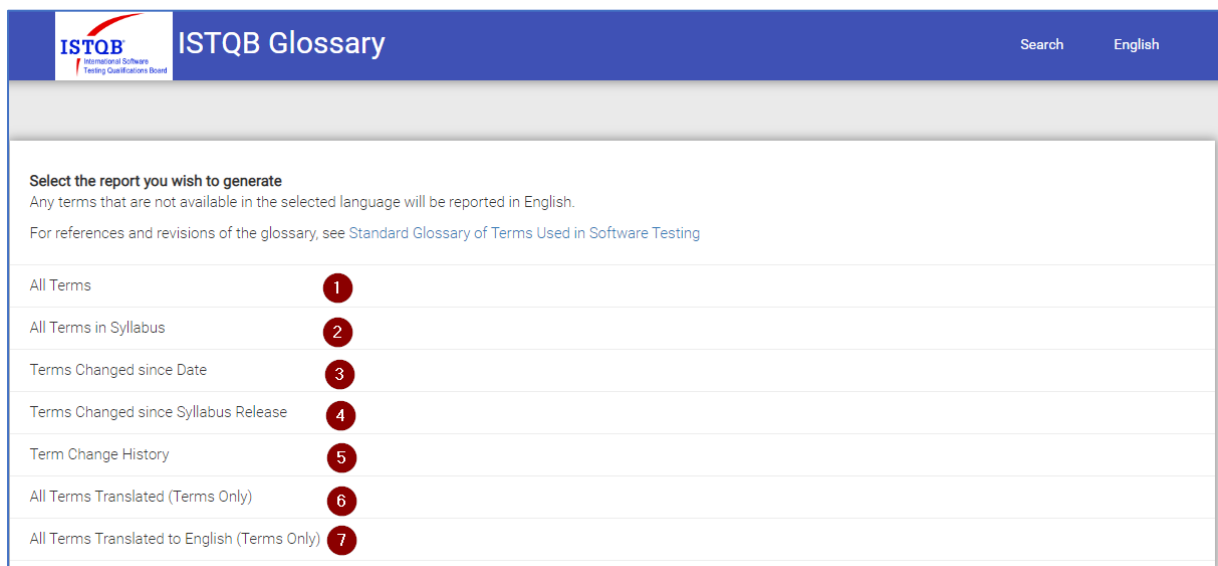 ISTQB
International Software
Testing Qualifications Board
ISTQB Glossary
Search
English
Select the report you wish to generate
Any terms that are not available in the selected language will be reported in English.
For references and revisions of the glossary, see Standard Glossary of Terms Used in Software Testing
All Terms 1
All Terms in Syllabus 2
Terms Changed since Date 3
Terms Changed since Syllabus Release 4
Term Change History 5
All Terms Translated (Terms Only) 6
All Terms Translated to English (Terms Only) 7